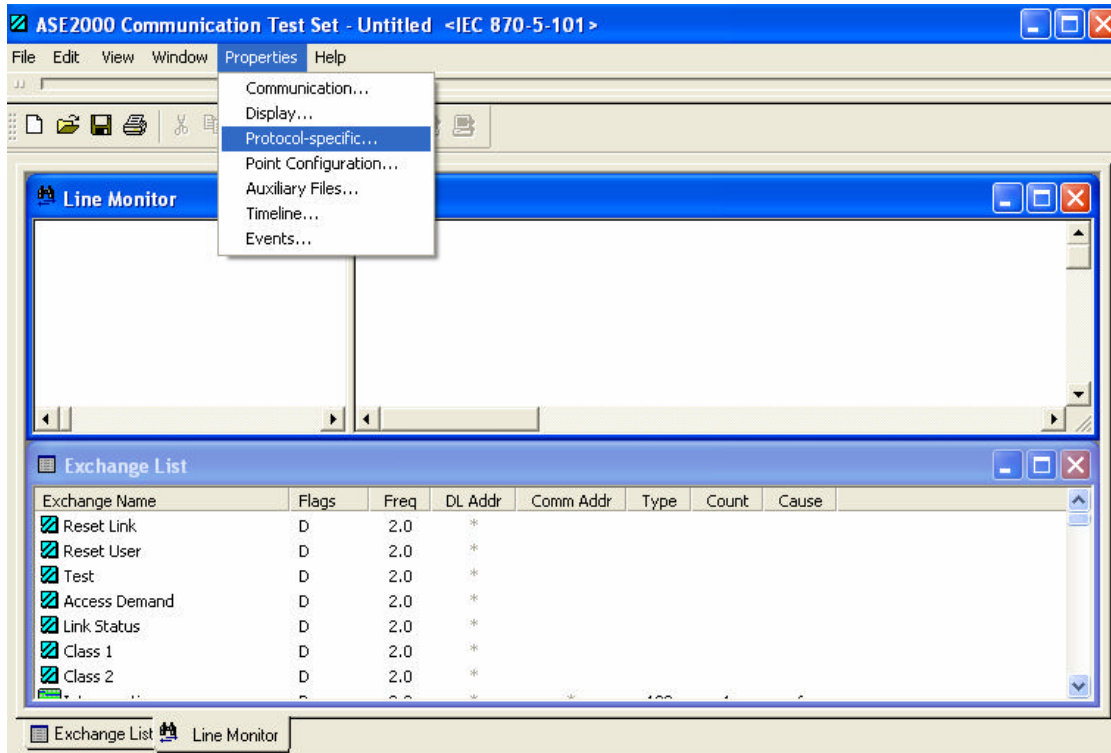 ASE2000 Communication Test Set - Untitled <IEC 870-5-101>
File Edit View Window Properties Help
Communication...
Display...
Protocol-specific...
Point Configuration...
Auxiliary Files...
Timeline...
Events...
Line Monitor
Exchange List
Exchange Name Flags Freq DL Addr Comm Addr Type Count Cause
Reset Link D 2.0 *
Reset User D 2.0 *
Test D 2.0 *
Access Demand D 2.0 *
Link Status D 2.0 *
Class 1 D 2.0 *
Class 2 D 2.0 *
Exchange List Line Monitor